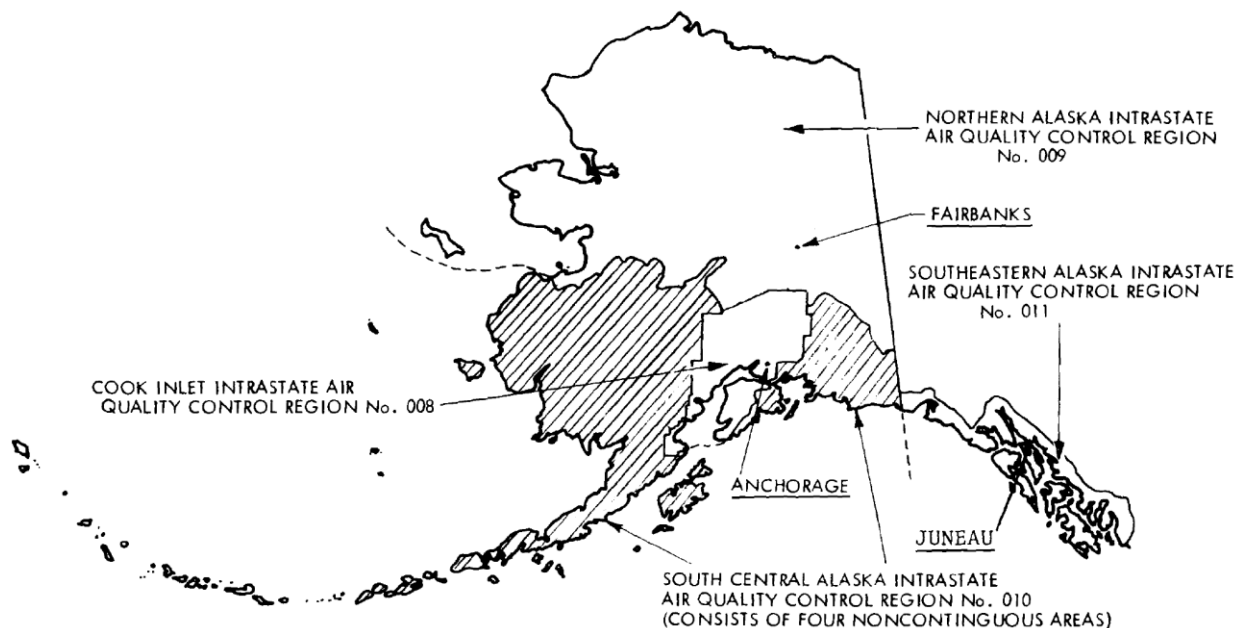 NORTHERN ALASKA INTRASTATE
AIR QUALITY CONTROL REGION
No. 009
FAIRBANKS
SOUTHEASTERN ALASKA INTRASTATE
AIR QUALITY CONTROL REGION
No. 011
COOK INLET INTRASTATE AIR
QUALITY CONTROL REGION No. 008
ANCHORAGE
JUNEAU
SOUTH CENTRAL ALASKA INTRASTATE
AIR QUALITY CONTROL REGION No. 010
(CONSISTS OF FOUR NONCONTIGUOUS AREAS)